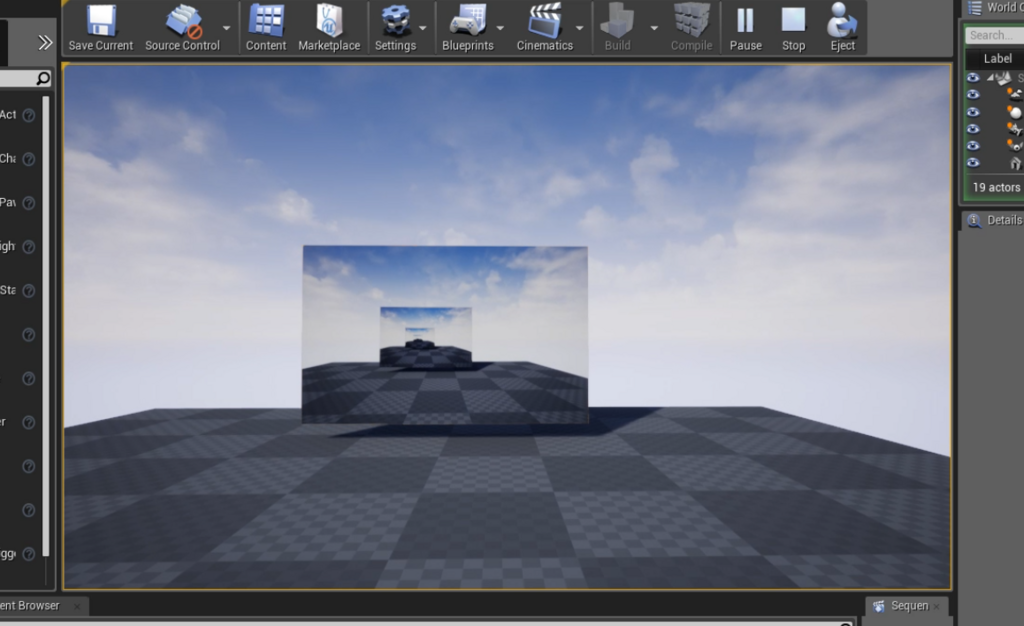 World
Save Current
Source Control
Content
Marketplace
Settings
Blueprints
Cinematics
Build
Compile
Pause
Stop
Eject
Search...
Label
Act
Cha
Pav
igh
Sta
er
gge
19 actors
Details
ent Browser
Sequen